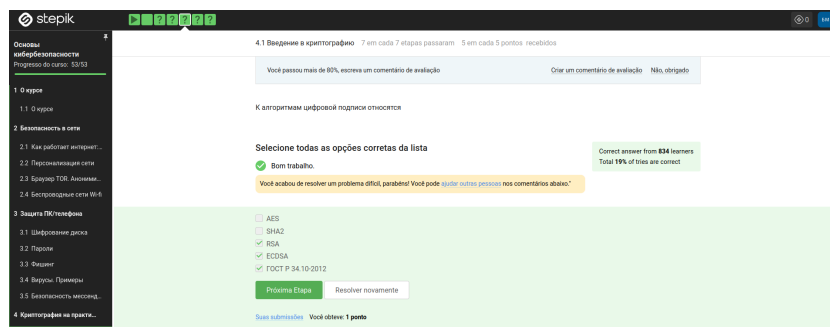 stepik
? ? ? ? ?
0
Основы
кибербезопасности
Progresso do curso: 53/53
1 О курсе
1.1 О курсе
2 Безопасность в сети
2.1 Как работает интернет:...
2.2 Персонализация сети
2.3 Браузер TOR. Аноними...
2.4 Беспроводные сети Wi-fi
3 Защита ПК/телефона
3.1 Шифрование диска
3.2 Пароли
3.3 Фишинг
3.4 Вирусы. Примеры
3.5 Безопасность мессенд...
4 Криптография на практи...
4.1 Введение в криптографию 7 em cada 7 etapas passaram 5 em cada 5 pontos recebidos
Você passou mais de 80%, escreva um comentário de avaliação Criar um comentário de avaliação Não, obrigado
К алгоритмам цифровой подписи относятся
Selecione todas as opções corretas da lista
Bom trabalho.
Correct answer from 834 learners
Total 19% of tries are correct
Você acabou de resolver um problema difícil, parabéns! Você pode ajudar outras pessoas nos comentários abaixo."
AES
SHA2
RSA
ECDSA
ГОСТ Р 34.10-2012
Próxima Etapa Resolver novamente
Suas submissões Você obteve: 1 ponto